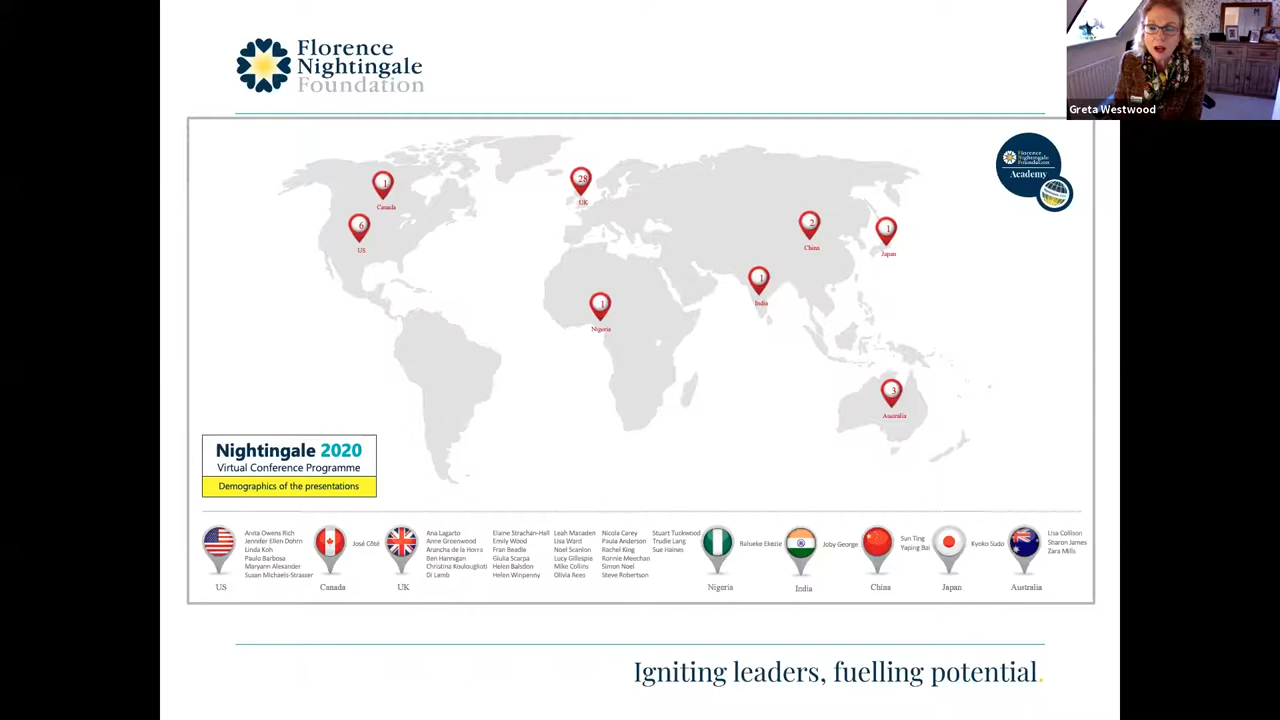 Florence
Nightingale
Foundation
Greta Westwood
Florence
Nightingale
Foundation
Academy
1
Canada
28
UK
6
US
2
China
1
Japan
1
India
1
Nigeria
3
Australia
Nightingale 2020
Virtual Conference Programme
Demographics of the presentations
Anita Owens Rich
Jennifer Ellen Dohrn
Linda Koh
Paulo Barbosa
Maryann Alexander
Susan Michaels-Strasser
US
José Côté
Canada
Ana Lagarto
Anne Greenwood
Arancha de la Horra
Ben Hannigan
Christina Koulouglioti
Di Lamb
UK
Elaine Strachan-Hall
Emily Wood
Fran Beadle
Giulia Scarpa
Helen Balsdon
Helen Winpenny
Leah Macaden
Lisa Ward
Noel Scanlon
Lucy Gillespie
Mike Collins
Olivia Rees
Nicola Carey
Paula Anderson
Rachel King
Ronnie Meechan
Simon Noel
Steve Robertson
Stuart Tuckwood
Trudie Lang
Sue Haines
Ralueke Ekezie
Nigeria
Joby George
India
Sun Ting
Yaping Bai
China
Kyoko Sudo
Japan
Lisa Collison
Sharon James
Zara Mills
Australia
Igniting leaders, fuelling potential.